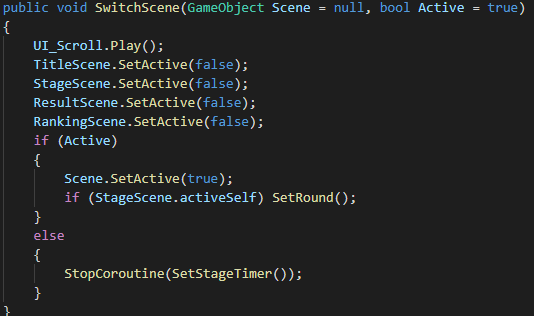 public void SwitchScene(GameObject Scene = null, bool Active = true)
{
    UI_Scroll.Play();
    TitleScene.SetActive(false);
    StageScene.SetActive(false);
    ResultScene.SetActive(false);
    RankingScene.SetActive(false);
    if (Active)
    {
        Scene.SetActive(true);
        if (StageScene.activeSelf) SetRound();
    }
    else
    {
        StopCoroutine(SetStageTimer());
    }
}